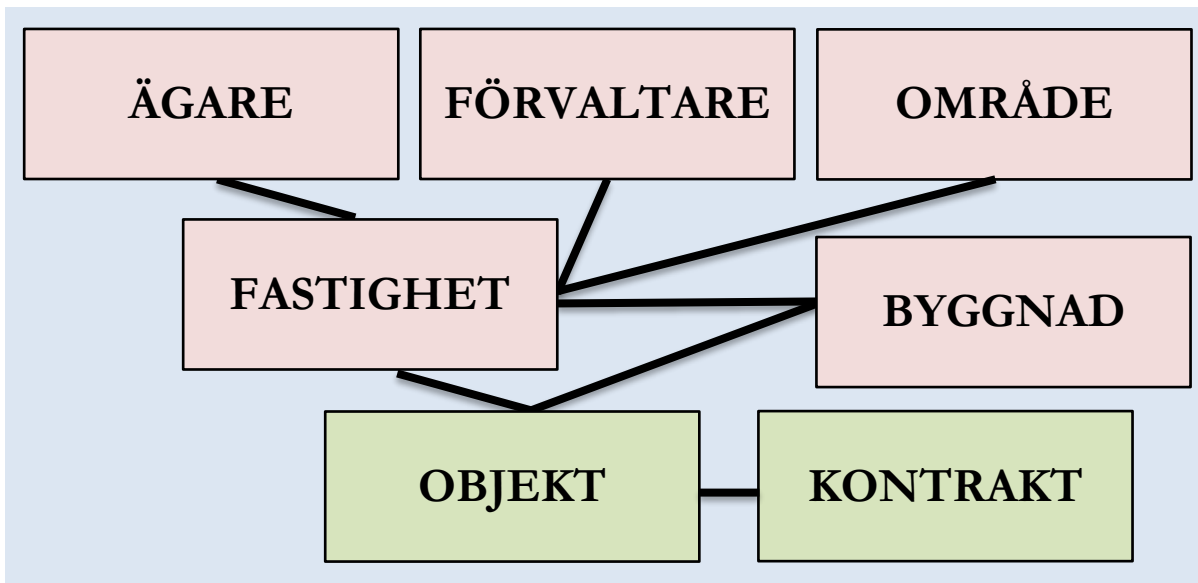 ÄGARE
FÖRVALTARE
OMRÅDE
FASTIGHET
BYGGNAD
OBJEKT
KONTRAKT